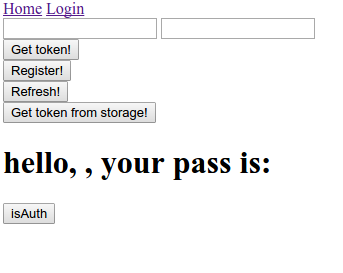 Home Login
Get token!
Register!
Refresh!
Get token from storage!
hello, , your pass is:
isAuth